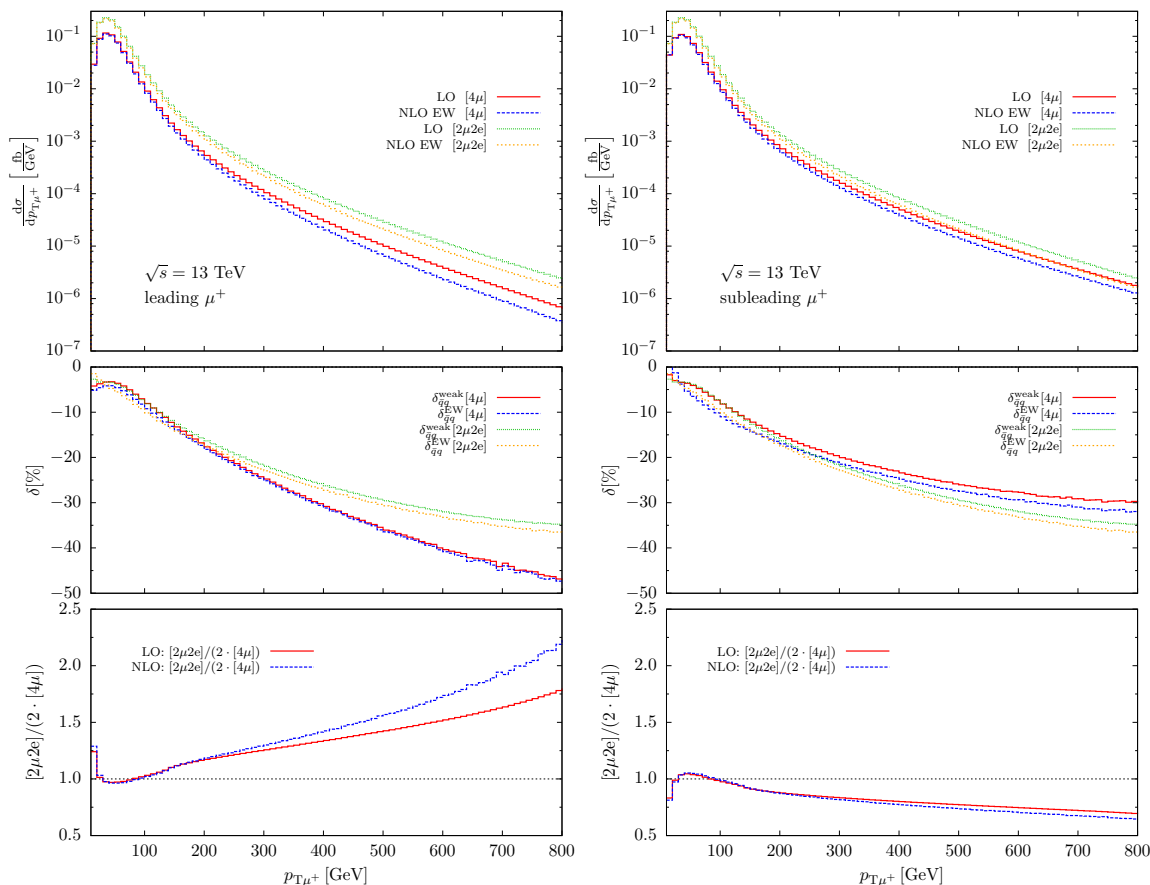 10⁻¹
10⁻²
10⁻³
10⁻⁴
10⁻⁵
10⁻⁶
10⁻⁷
dσ/dp_Tμ⁺ [fb/GeV]
LO [4μ]
NLO EW [4μ]
LO [2μ2e]
NLO EW [2μ2e]
√s = 13 TeV
leading μ⁺
10⁻¹
10⁻²
10⁻³
10⁻⁴
10⁻⁵
10⁻⁶
10⁻⁷
dσ/dp_Tμ⁺ [fb/GeV]
LO [4μ]
NLO EW [4μ]
LO [2μ2e]
NLO EW [2μ2e]
√s = 13 TeV
subleading μ⁺
0
−10
−20
−30
−40
−50
δ[%]
δ_q̄q^weak[4μ]
δ_q̄q^EW[4μ]
δ_q̄q^weak[2μ2e]
δ_q̄q^EW[2μ2e]
0
−10
−20
−30
−40
−50
δ[%]
δ_q̄q^weak[4μ]
δ_q̄q^EW[4μ]
δ_q̄q^weak[2μ2e]
δ_q̄q^EW[2μ2e]
2.5
2.0
1.5
1.0
0.5
[2μ2e]/(2 · [4μ])
LO: [2μ2e]/(2 · [4μ])
NLO: [2μ2e]/(2 · [4μ])
100 200 300 400 500 600 700 800
p_Tμ⁺ [GeV]
2.5
2.0
1.5
1.0
0.5
[2μ2e]/(2 · [4μ])
LO: [2μ2e]/(2 · [4μ])
NLO: [2μ2e]/(2 · [4μ])
100 200 300 400 500 600 700 800
p_Tμ⁺ [GeV]